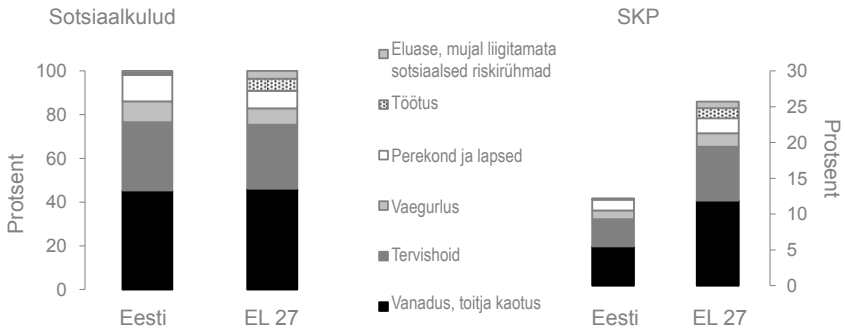 Sotsiaalkulud
SKP
Protsent
100
80
60
40
20
0
Eesti
EL 27
Eluase, mujal liigitamata
sotsiaalsed riskirühmad
Töötus
Perekond ja lapsed
Vaegurlus
Tervishoid
Vanadus, toitja kaotus
30
25
20
15
10
5
0
Protsent
Eesti
EL 27